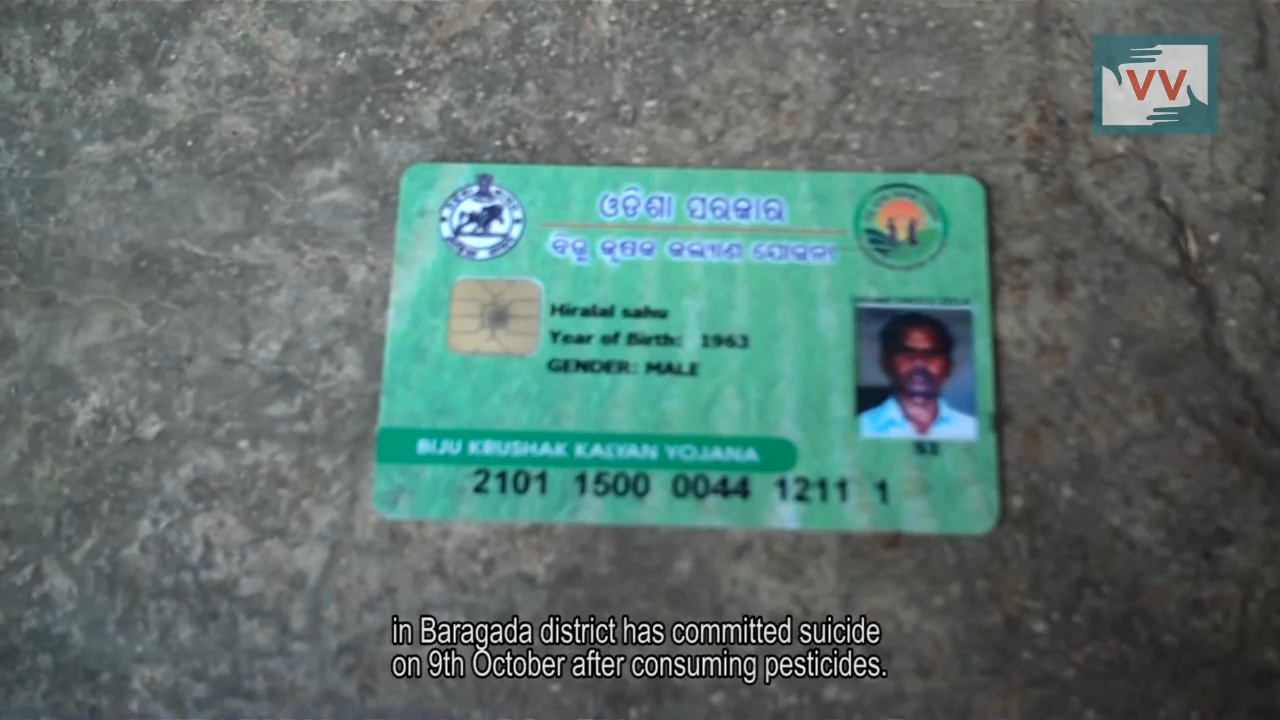 VV
ଓଡିଶା ସରକାର
ବିଜୁ କୃଷକ କଲ୍ୟାଣ ଯୋଜନା
Hiralal sahu
Year of Birth: 1963
GENDER: MALE
BIJU KRUSHAK KALYAN YOJANA
2101 1500 0044 1211 1
in Baragada district has committed suicide
on 9th October after consuming pesticides.